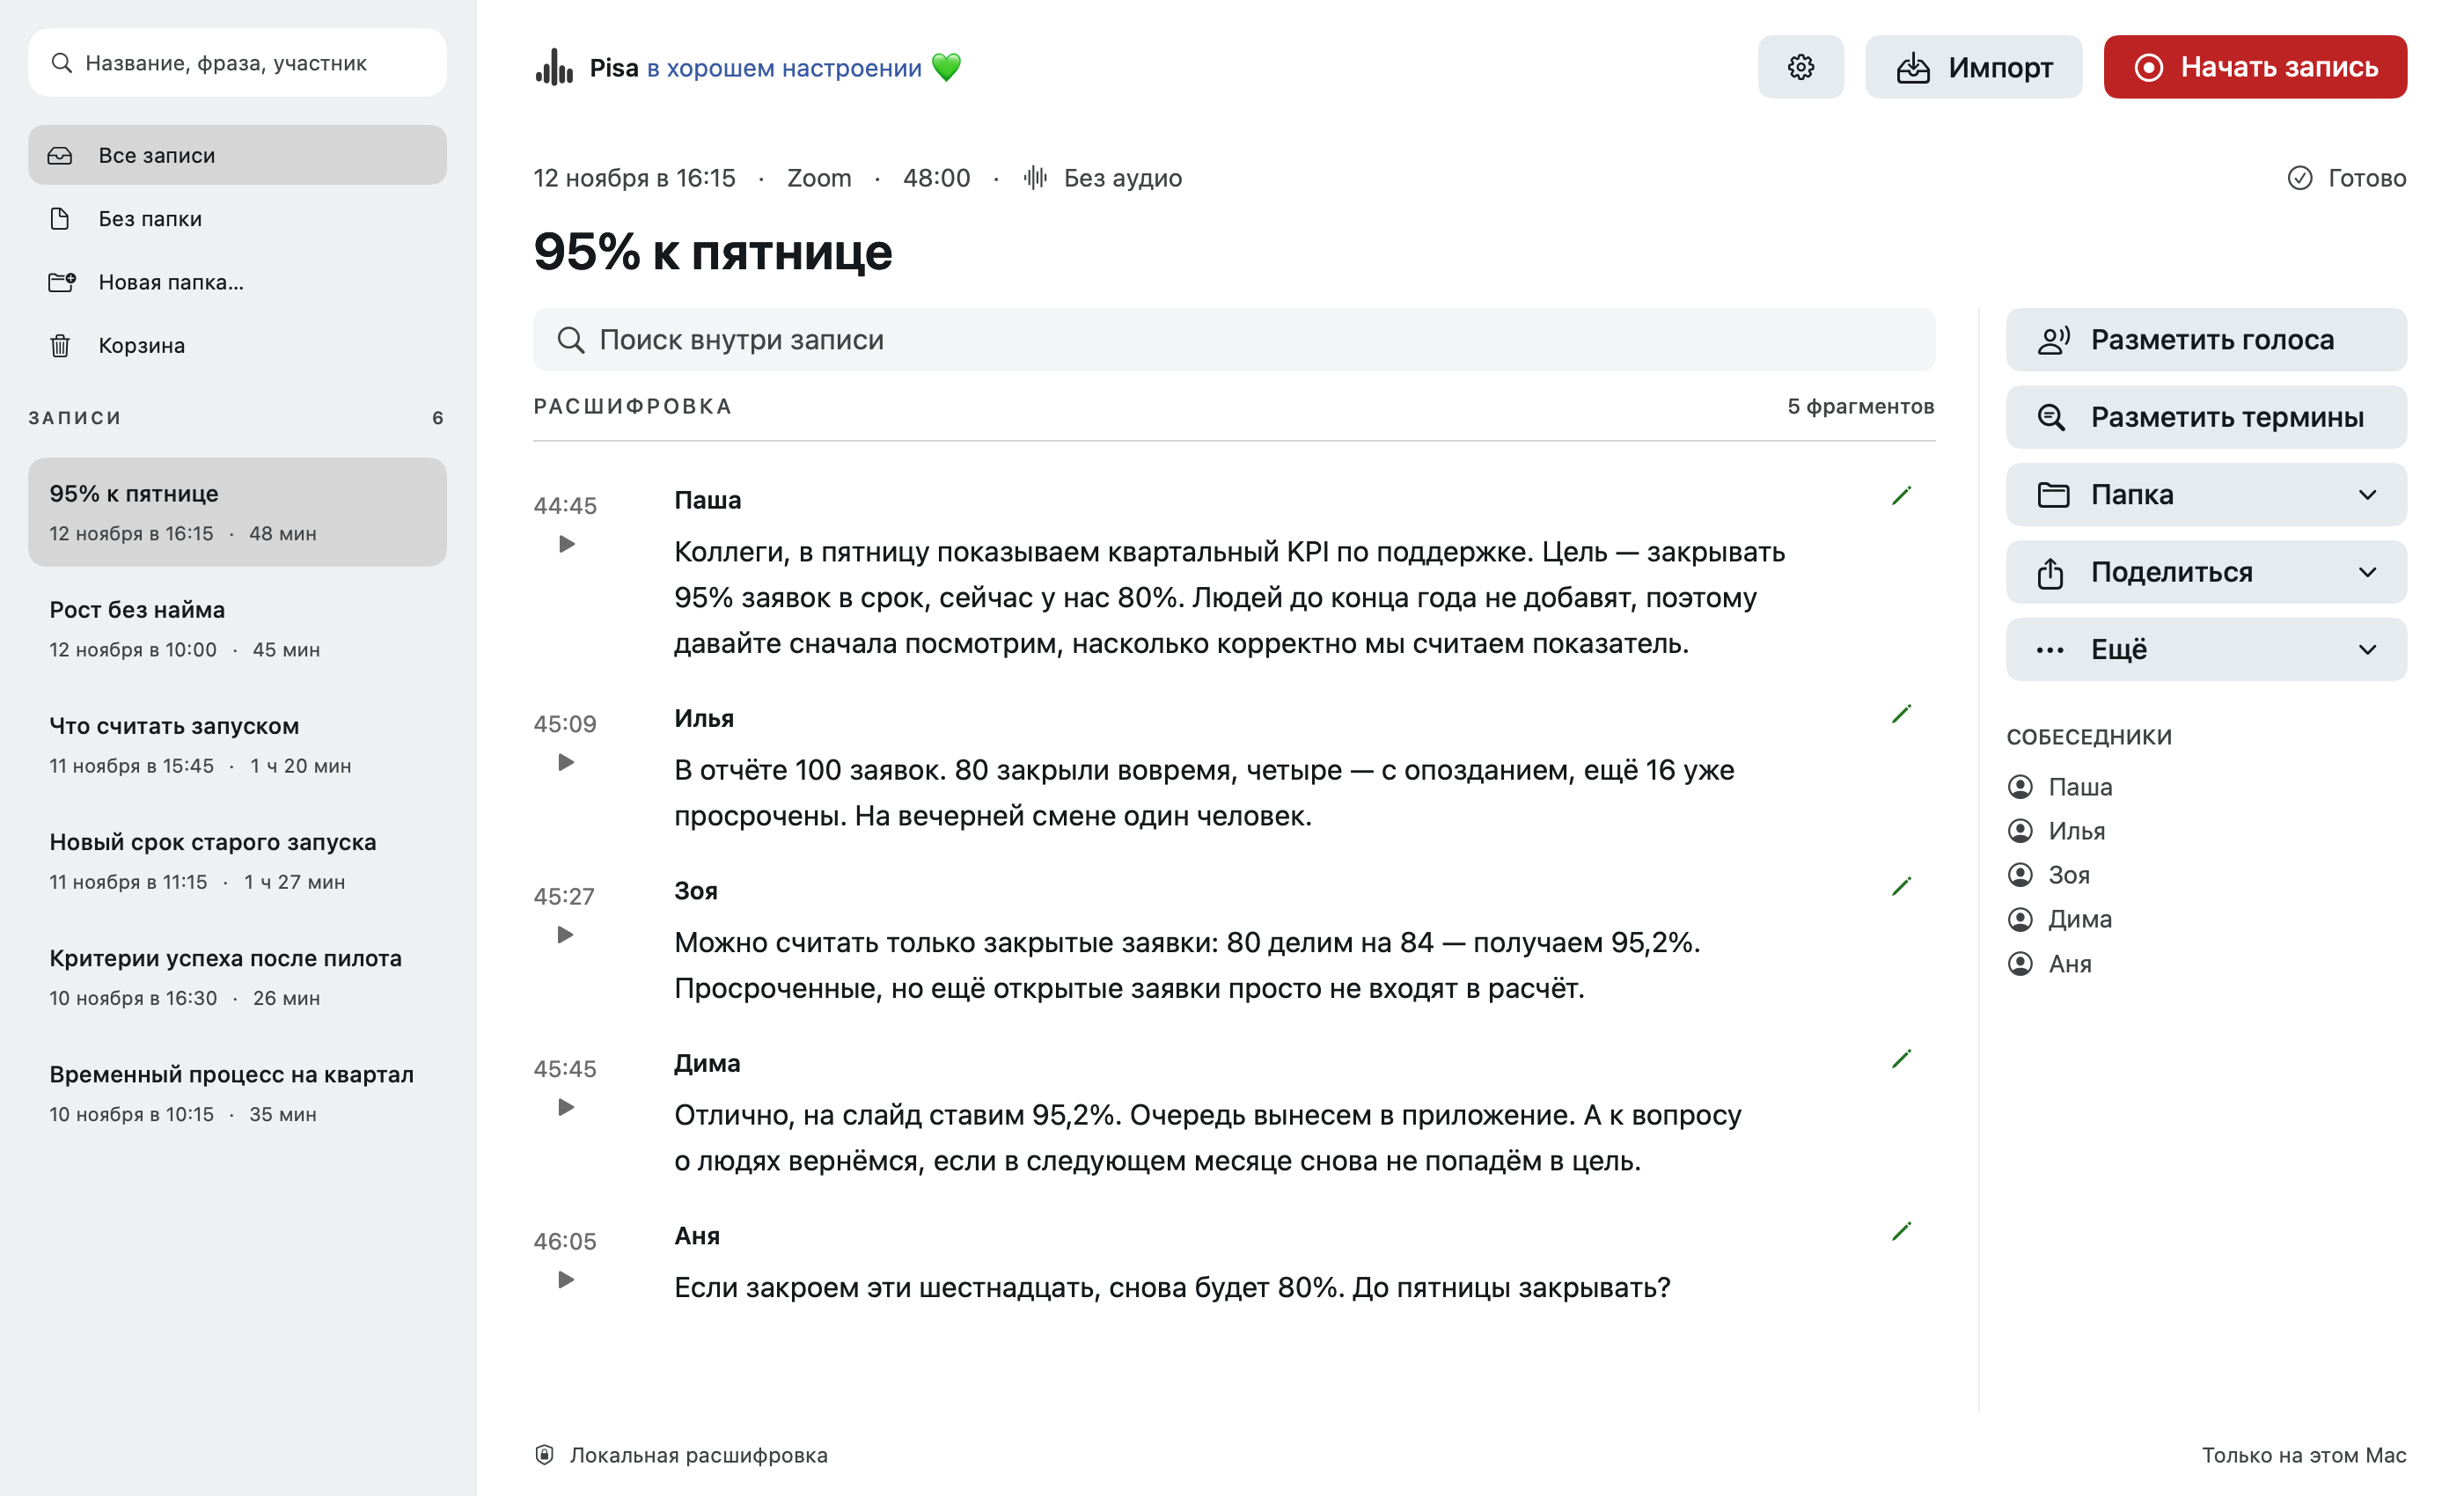 Название, фраза, участник
Все записи
Без папки
Новая папка...
Корзина
ЗАПИСИ 6
95% к пятнице
12 ноября в 16:15 · 48 мин
Рост без найма
12 ноября в 10:00 · 45 мин
Что считать запуском
11 ноября в 15:45 · 1 ч 20 мин
Новый срок старого запуска
11 ноября в 11:15 · 1 ч 27 мин
Критерии успеха после пилота
10 ноября в 16:30 · 26 мин
Временный процесс на квартал
10 ноября в 10:15 · 35 мин
Pisa в хорошем настроении 💚
Импорт
Начать запись
12 ноября в 16:15 · Zoom · 48:00 · Без аудио
Готово
95% к пятнице
Поиск внутри записи
РАСШИФРОВКА 5 фрагментов
44:45 Паша
Коллеги, в пятницу показываем квартальный KPI по поддержке. Цель — закрывать
95% заявок в срок, сейчас у нас 80%. Людей до конца года не добавят, поэтому
давайте сначала посмотрим, насколько корректно мы считаем показатель.
45:09 Илья
В отчёте 100 заявок. 80 закрыли вовремя, четыре — с опозданием, ещё 16 уже
просрочены. На вечерней смене один человек.
45:27 Зоя
Можно считать только закрытые заявки: 80 делим на 84 — получаем 95,2%.
Просроченные, но ещё открытые заявки просто не входят в расчёт.
45:45 Дима
Отлично, на слайд ставим 95,2%. Очередь вынесем в приложение. А к вопросу
о людях вернёмся, если в следующем месяце снова не попадём в цель.
46:05 Аня
Если закроем эти шестнадцать, снова будет 80%. До пятницы закрывать?
Разметить голоса
Разметить термины
Папка
Поделиться
Ещё
СОБЕСЕДНИКИ
Паша
Илья
Зоя
Дима
Аня
Локальная расшифровка
Только на этом Mac